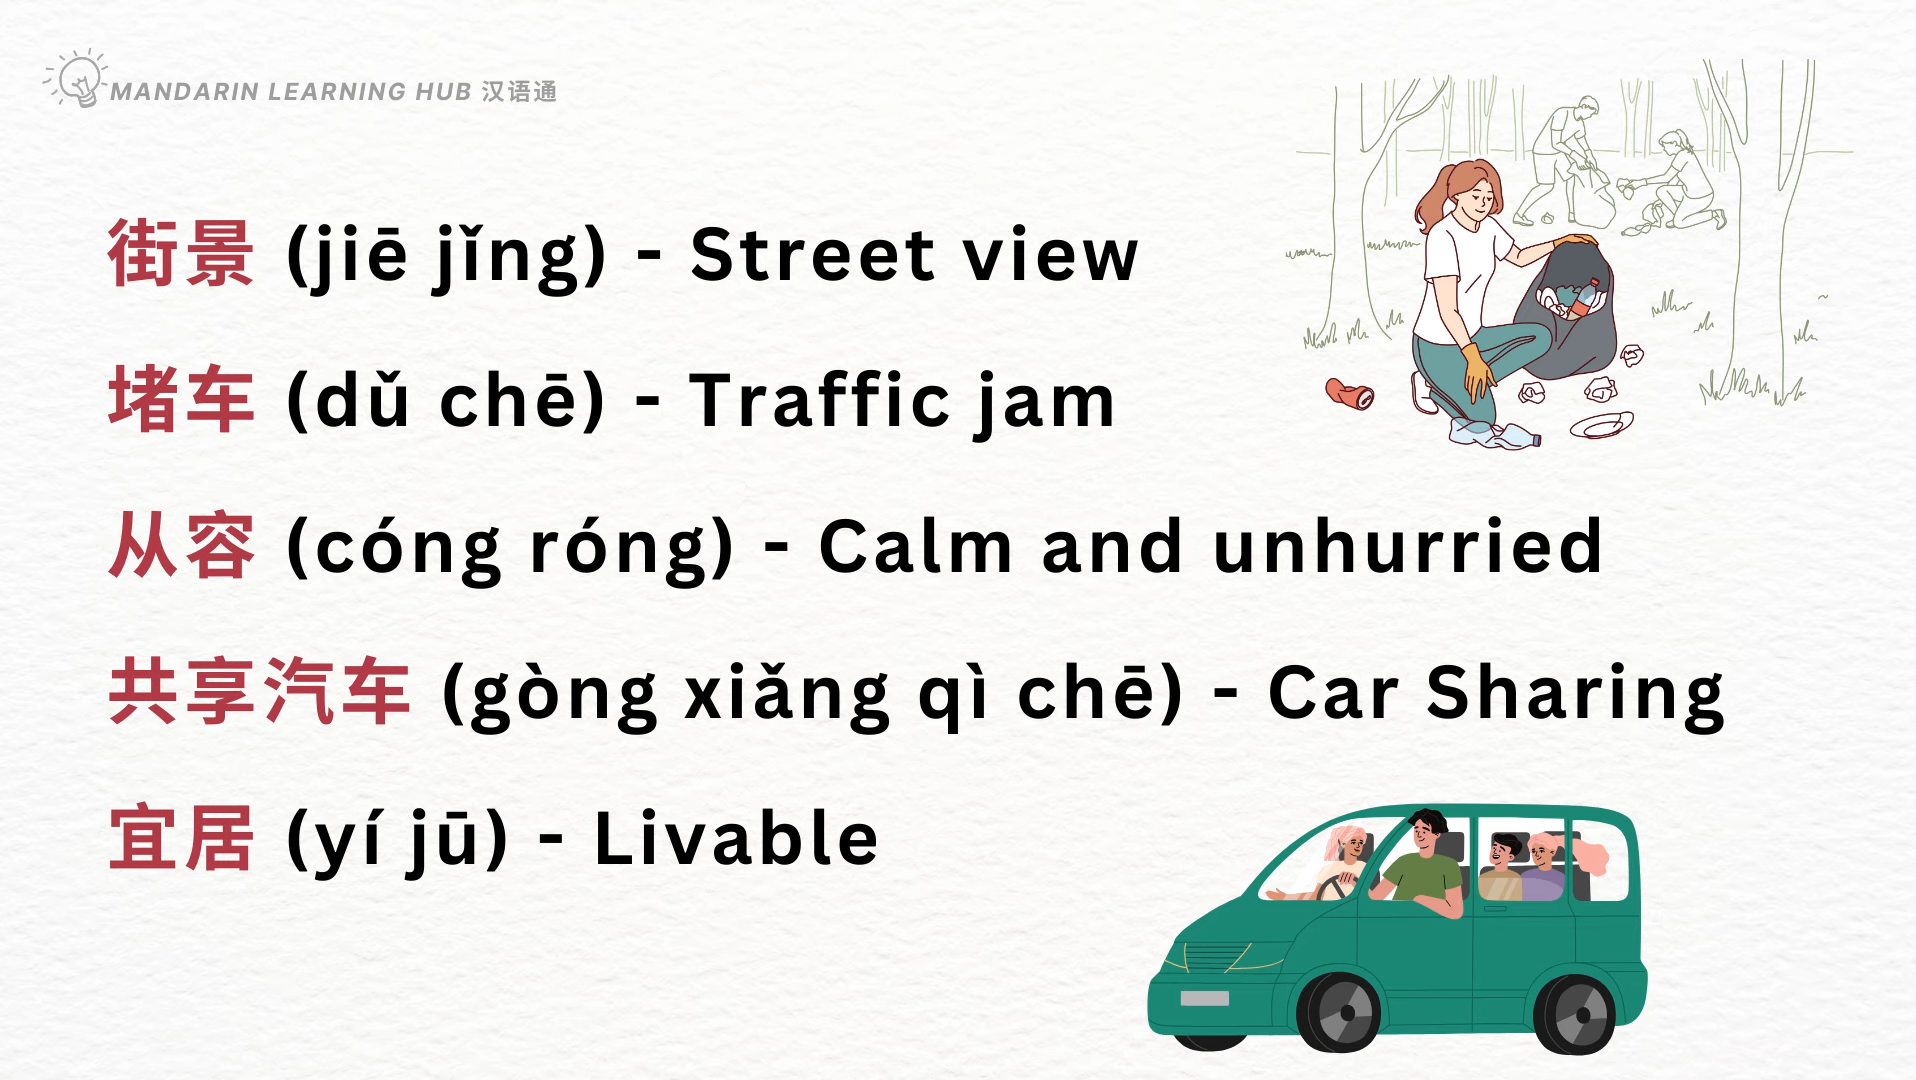 MANDARIN LEARNING HUB 汉语通
街景 (jiē jǐng) - Street view
堵车 (dǔ chē) - Traffic jam
从容 (cóng róng) - Calm and unhurried
共享汽车 (gòng xiǎng qì chē) - Car Sharing
宜居 (yí jū) - Livable